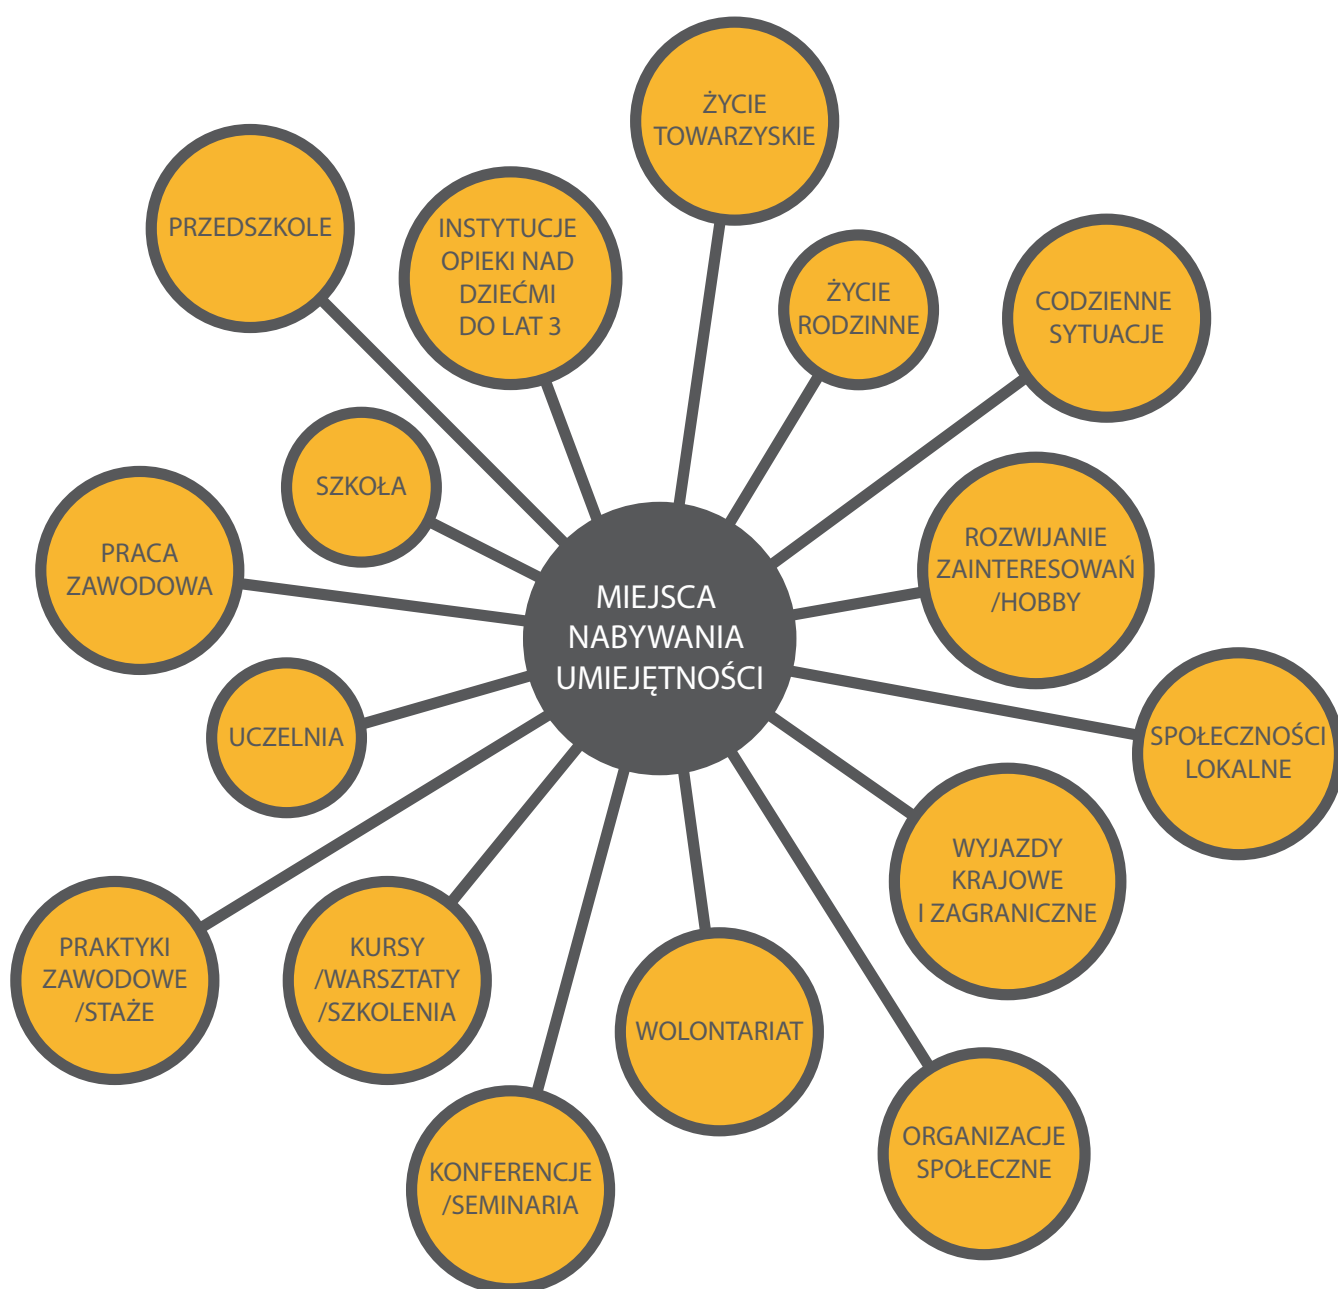 ŻYCIE
TOWARZYSKIE
PRZEDSZKOLE
INSTYTUCJE
OPIEKI NAD
DZIEĆMI
DO LAT 3
ŻYCIE
RODZINNE
CODZIENNE
SYTUACJE
SZKOŁA
PRACA
ZAWODOWA
ROZWIJANIE
ZAINTERESOWAŃ
/HOBBY
MIEJSCA
NABYWANIA
UMIEJĘTNOŚCI
UCZELNIA
SPOŁECZNOŚCI
LOKALNE
WYJAZDY
KRAJOWE
I ZAGRANICZNE
PRAKTYKI
ZAWODOWE
/STAŻE
KURSY
/WARSZTATY
/SZKOLENIA
WOLONTARIAT
ORGANIZACJE
SPOŁECZNE
KONFERENCJE
/SEMINARIA